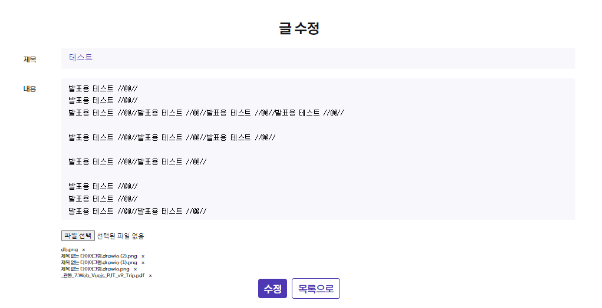 글 수정
제목
테스트
내용
발표용 테스트 //@@//
발표용 테스트 //@@//
발표용 테스트 //@@//발표용 테스트 //@@//발표용 테스트 //@@//발표용 테스트 //@@//
발표용 테스트 //@@//발표용 테스트 //@@//발표용 테스트 //@@//
발표용 테스트 //@@//발표용 테스트 //@@//
발표용 테스트 //@@//
발표용 테스트 //@@//
발표용 테스트 //@@//발표용 테스트 //@@//
파일 선택 선택된 파일 없음
db.png ×
제목 없는 다이어그램.drawio (2).png ×
제목 없는 다이어그램.drawio (1).png ×
제목 없는 다이어그램.drawio.png ×
_7.Web_Vuejs_PJT_v9_Trip.pdf ×
수정 목록으로